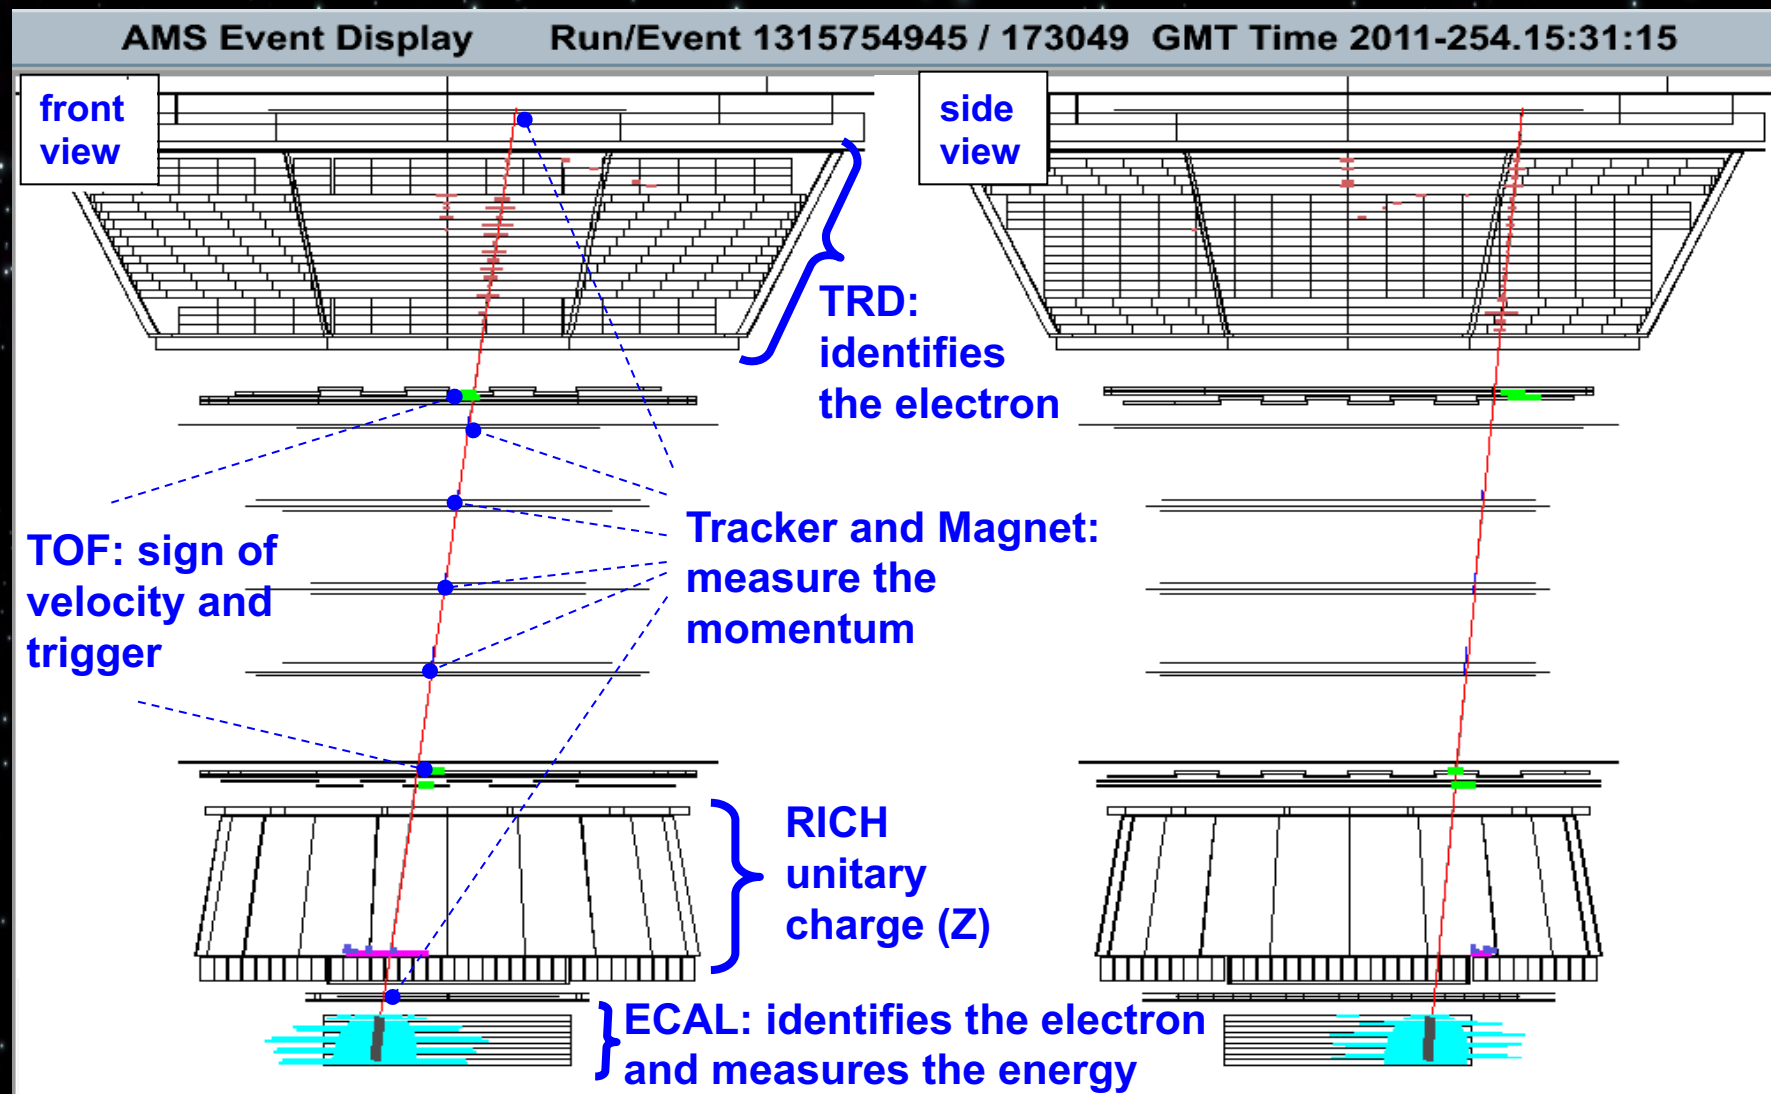 AMS Event Display Run/Event 1315754945 / 173049 GMT Time 2011-254.15:31:15
front
view
side
view
TRD:
identifies
the electron
TOF: sign of
velocity and
trigger
Tracker and Magnet:
measure the
momentum
RICH
unitary
charge (Z)
ECAL: identifies the electron
and measures the energy